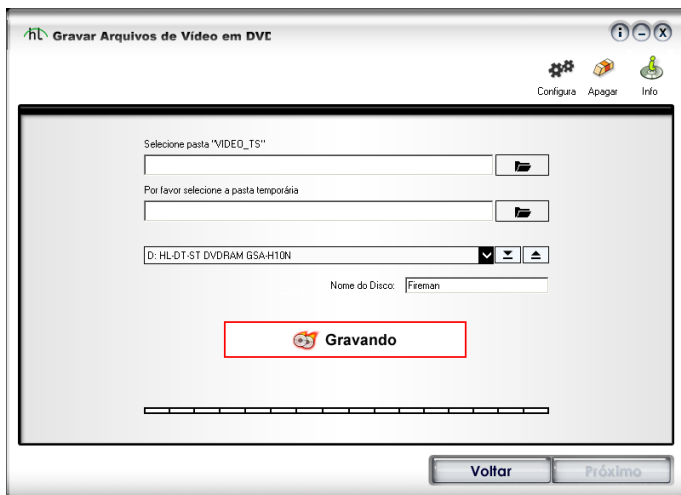 hL Gravar Arquivos de Vídeo em DVD
Configura Apagar Info
Selecione pasta "VIDEO_TS"
Por favor selecione a pasta temporária
D: HL-DT-ST DVDRAM GSA-H10N
Nome do Disco: Fireman
Gravando
Voltar Próximo